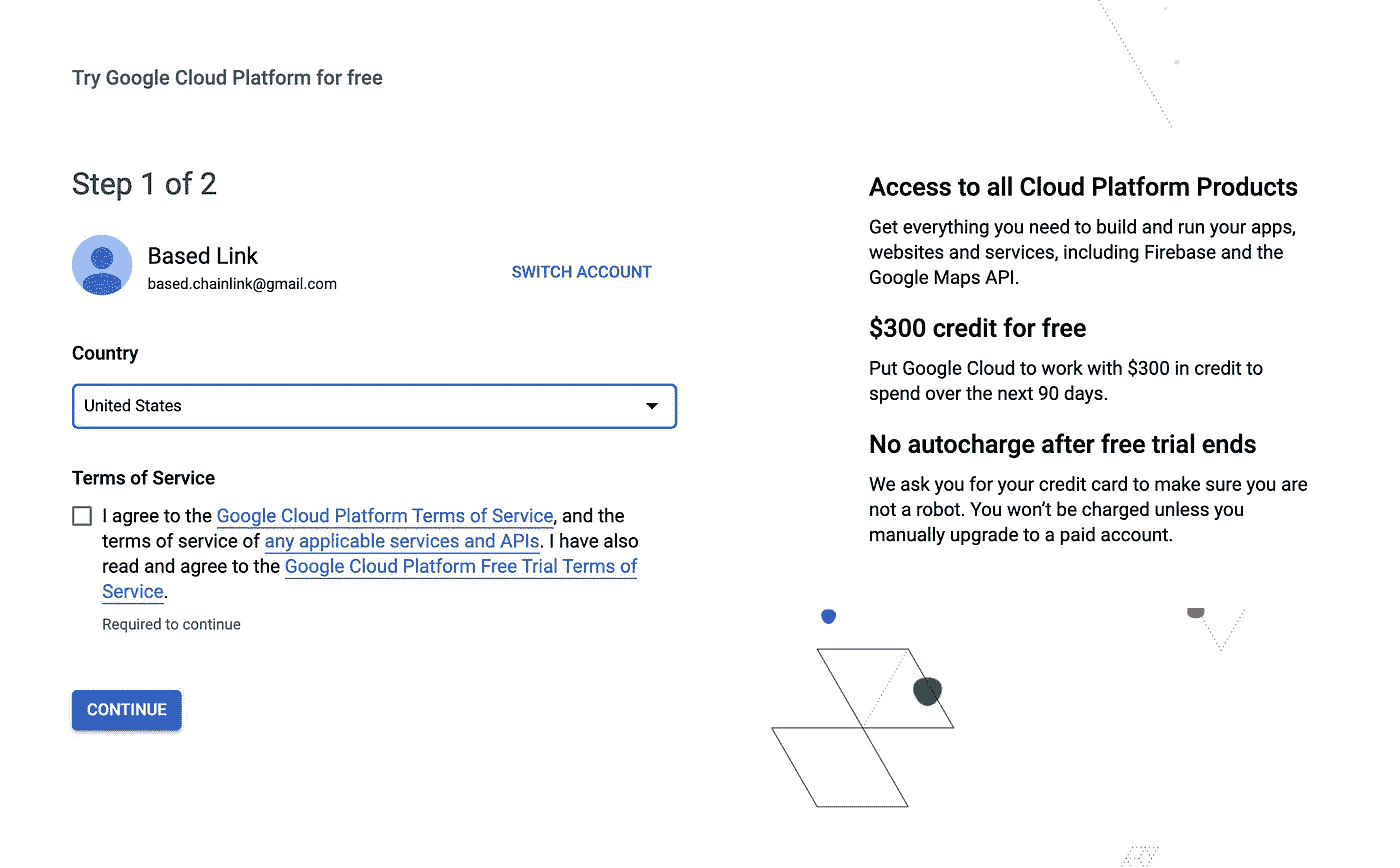 Try Google Cloud Platform for free
Step 1 of 2
Based Link
based.chainlink@gmail.com
SWITCH ACCOUNT
Country
United States
Terms of Service
I agree to the Google Cloud Platform Terms of Service, and the
terms of service of any applicable services and APIs. I have also
read and agree to the Google Cloud Platform Free Trial Terms of
Service.
Required to continue
CONTINUE
Access to all Cloud Platform Products
Get everything you need to build and run your apps,
websites and services, including Firebase and the
Google Maps API.
$300 credit for free
Put Google Cloud to work with $300 in credit to
spend over the next 90 days.
No autocharge after free trial ends
We ask you for your credit card to make sure you are
not a robot. You won’t be charged unless you
manually upgrade to a paid account.